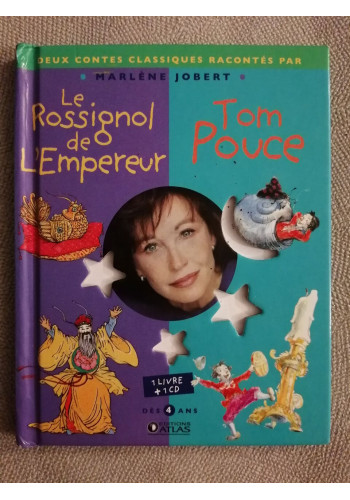 DEUX CONTES CLASSIQUES RACONTÉS PAR
MARLÈNE JOBERT
Le
Rossignol
de
L'Empereur
Tom
Pouce
1 LIVRE
+ 1 CD
DÈS 4 ANS
EDITIONS
ATLAS